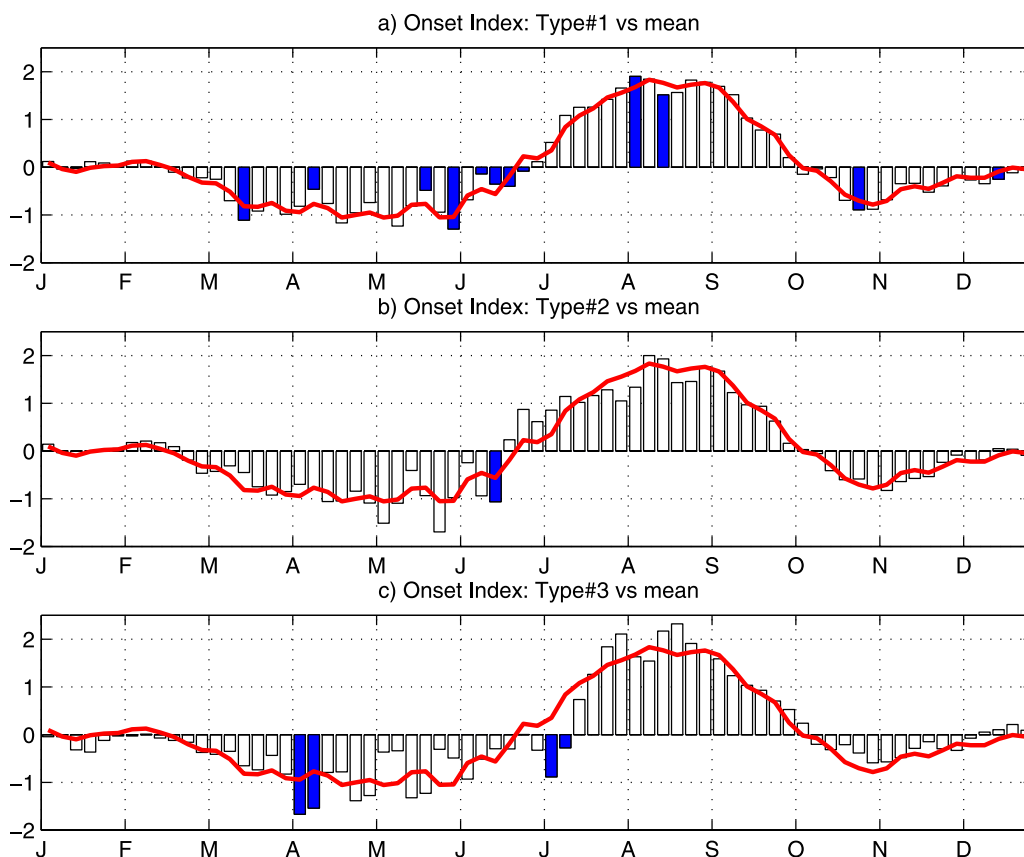 a) Onset Index: Type#1 vs mean
2
1
0
−1
−2
J F M A M J J A S O N D
b) Onset Index: Type#2 vs mean
2
1
0
−1
−2
J F M A M J J A S O N D
c) Onset Index: Type#3 vs mean
2
1
0
−1
−2
J F M A M J J A S O N D